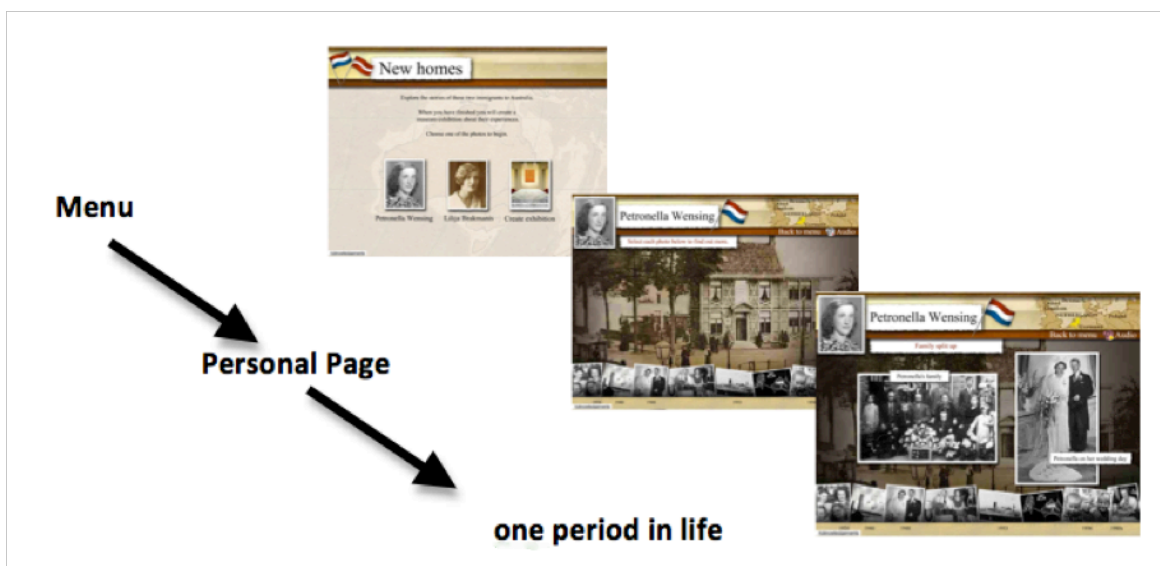 New homes
Explore the stories of these two immigrants to Australia.
When you have finished you will create a
museum exhibition about their experiences.
Choose one of the photos to begin.
Petronella Wensing
Create exhibition
Menu
Petronella Wensing
Back to menu
Audio
Select each photo below to find out more.
Personal Page
Petronella Wensing
Back to menu
Audio
Family split up
Petronella's family
Petronella on her wedding day
one period in life